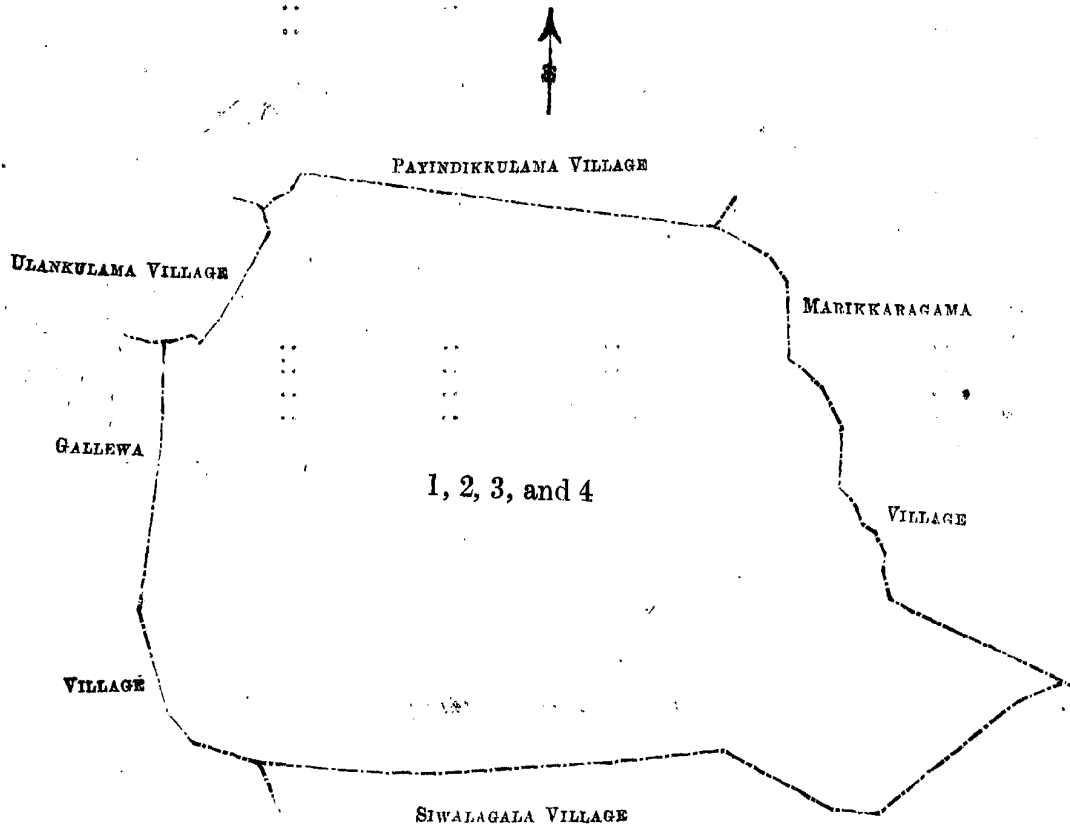 PAYINDIKKULAMA VILLAGE
ULANKULAMA VILLAGE
MARIKKARAGAMA
GALLEWA
1, 2, 3, and 4
VILLAGE
VILLAGE
SIWALAGALA VILLAGE